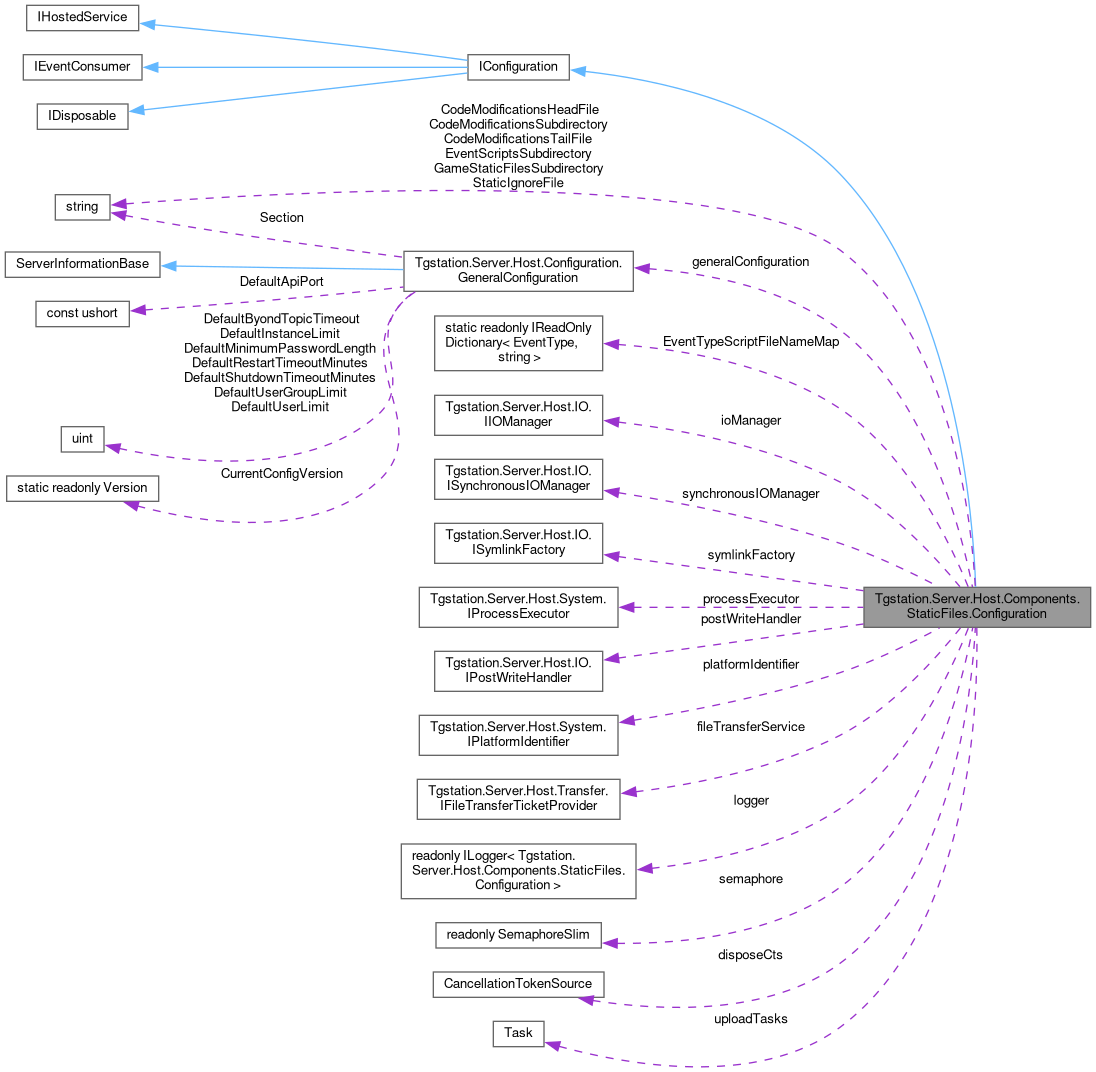 IHostedService
IEventConsumer
IConfiguration
IDisposable
CodeModificationsHeadFile
CodeModificationsSubdirectory
CodeModificationsTailFile
EventScriptsSubdirectory
GameStaticFilesSubdirectory
StaticIgnoreFile
string
Section
ServerInformationBase
Tgstation.Server.Host.Configuration.
GeneralConfiguration
generalConfiguration
DefaultApiPort
const ushort
DefaultByondTopicTimeout
DefaultInstanceLimit
DefaultMinimumPasswordLength
DefaultRestartTimeoutMinutes
DefaultShutdownTimeoutMinutes
DefaultUserGroupLimit
DefaultUserLimit
static readonly IReadOnly
Dictionary< EventType,
string >
EventTypeScriptFileNameMap
uint
Tgstation.Server.Host.IO.
IIOManager
ioManager
static readonly Version
CurrentConfigVersion
Tgstation.Server.Host.IO.
ISynchronousIOManager
synchronousIOManager
Tgstation.Server.Host.IO.
ISymlinkFactory
symlinkFactory
Tgstation.Server.Host.System.
IProcessExecutor
processExecutor
Tgstation.Server.Host.Components.
StaticFiles.Configuration
postWriteHandler
Tgstation.Server.Host.IO.
IPostWriteHandler
platformIdentifier
Tgstation.Server.Host.System.
IPlatformIdentifier
fileTransferService
Tgstation.Server.Host.Transfer.
IFileTransferTicketProvider
logger
readonly ILogger< Tgstation.
Server.Host.Components.StaticFiles.
Configuration >
semaphore
readonly SemaphoreSlim
disposeCts
CancellationTokenSource
uploadTasks
Task